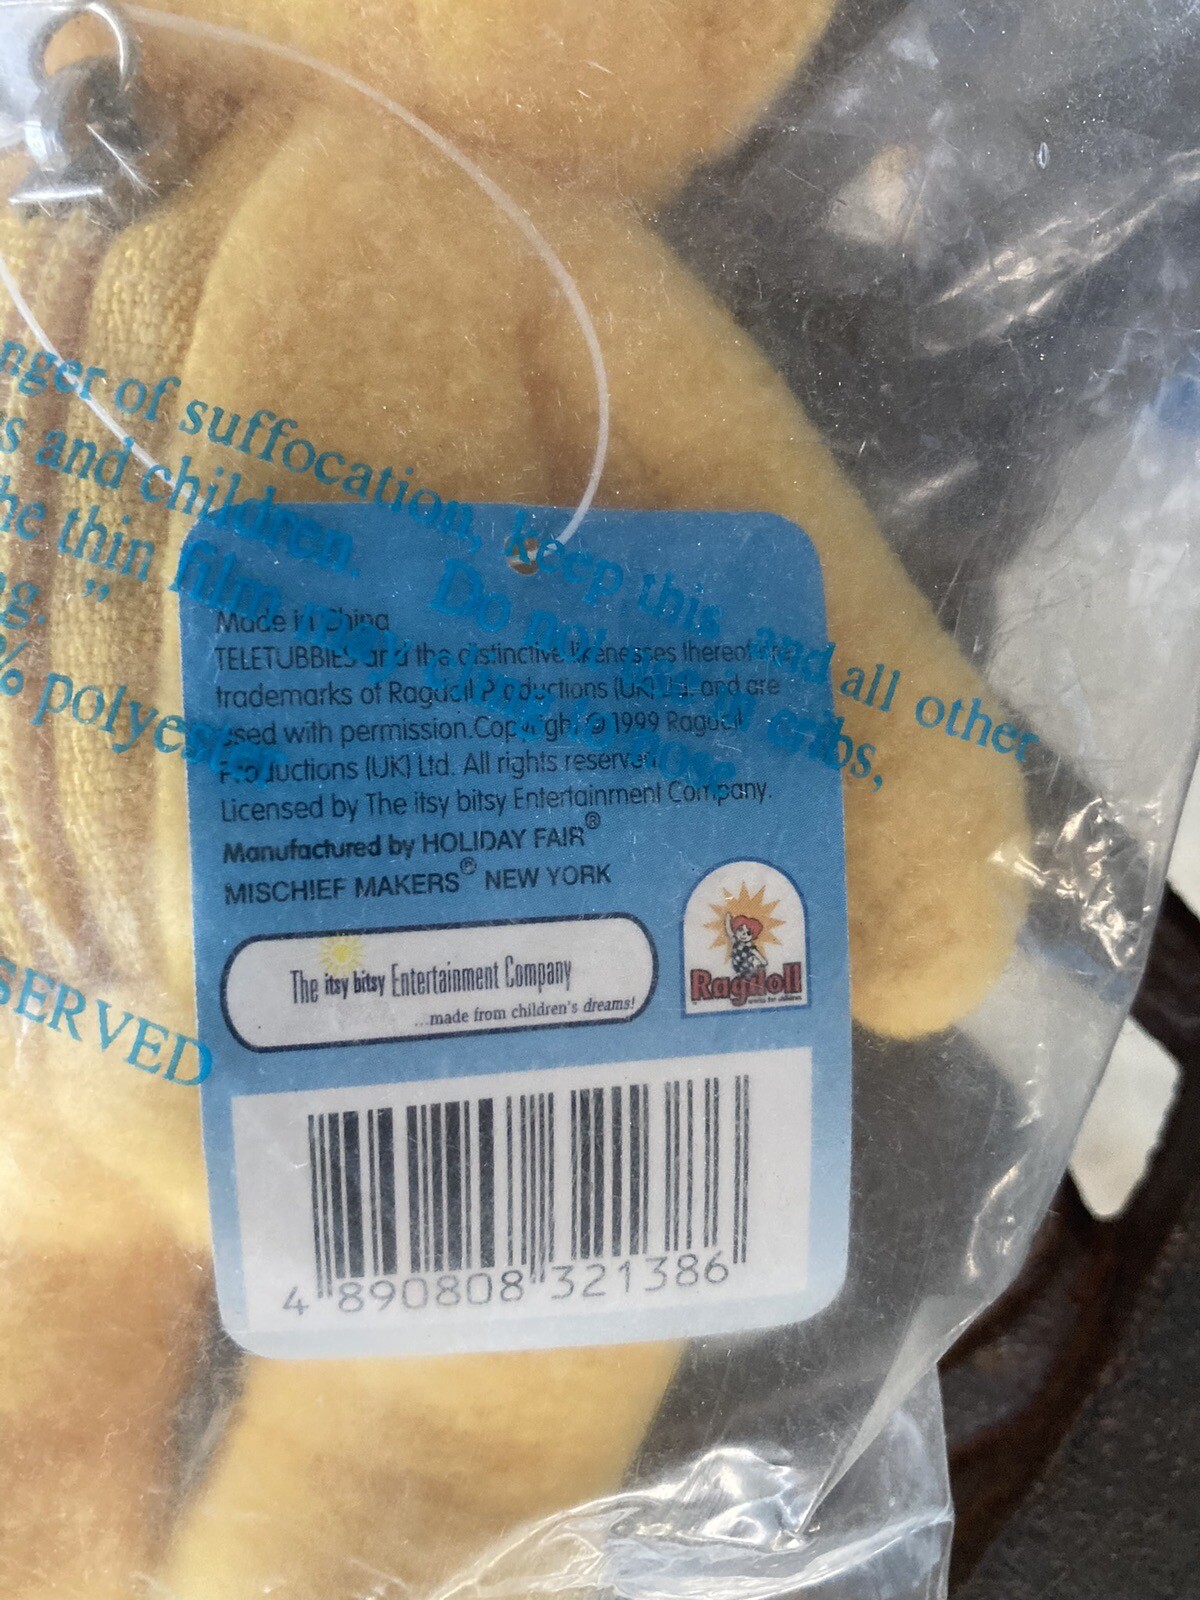 nger of suffocation, keep this and all other
s and children. Do not use in cribs,
he thin film may cling to nose
ng. ”
% polyester
SERVED
Made in China
TELETUBBIES and the distinctive likenesses thereof are
trademarks of Ragdoll Productions (UK) Ltd. and are
used with permission.Copyright © 1999 Ragdoll
Productions (UK) Ltd. All rights reserved.
Licensed by The itsy bitsy Entertainment Company.
Manufactured by HOLIDAY FAIR®
MISCHIEF MAKERS® NEW YORK
The itsy bitsy Entertainment Company
...made from children's dreams!
Ragdoll
4 890808 321386